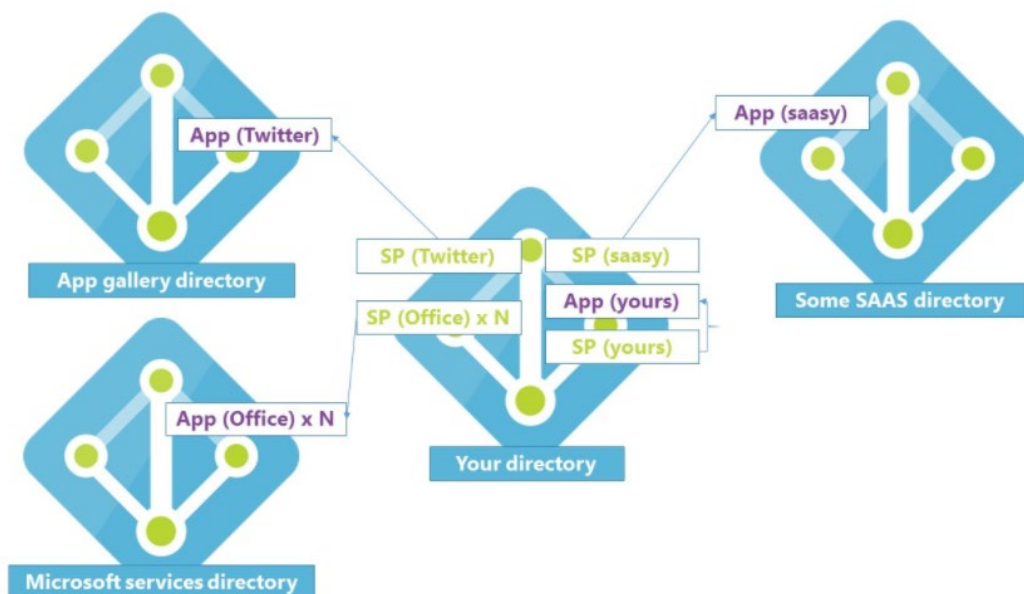 App (Twitter)
App gallery directory
App (saasy)
Some SAAS directory
SP (Twitter)
SP (saasy)
SP (Office) x N
App (yours)
SP (yours)
Your directory
App (Office) x N
Microsoft services directory